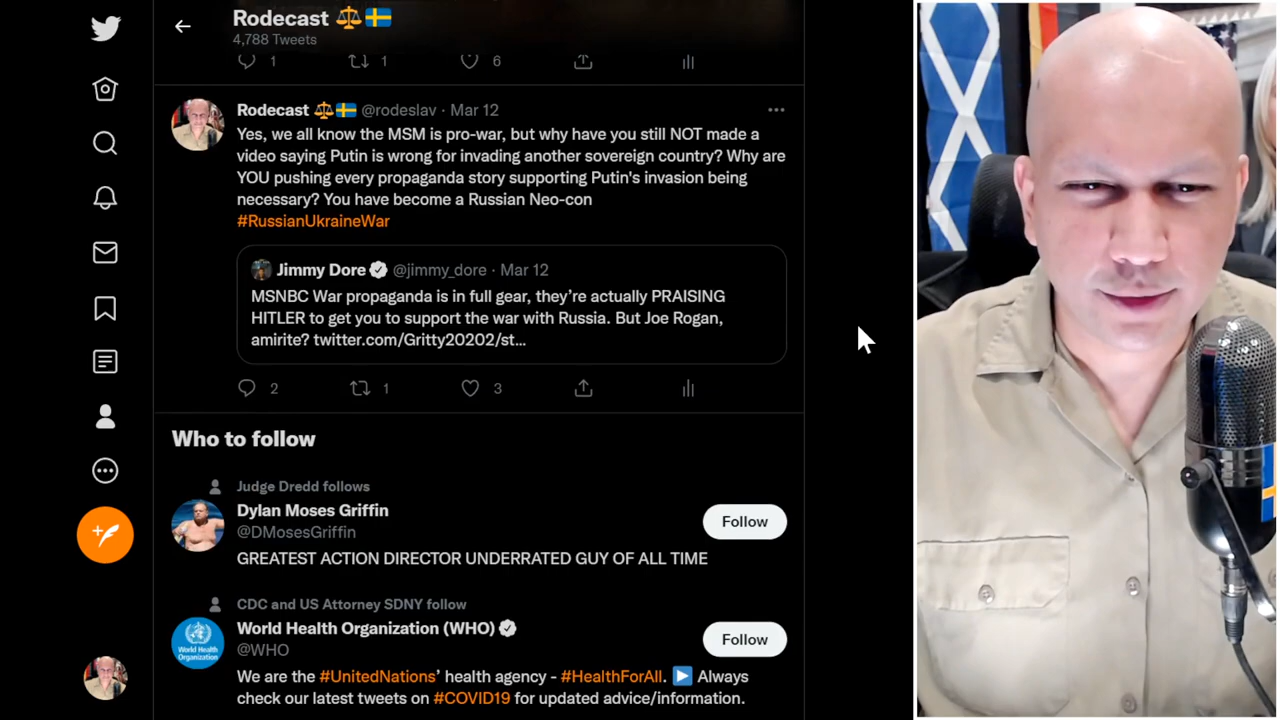 Rodecast ⚖️🇸🇪
4,788 Tweets
1 1 6
Rodecast ⚖️🇸🇪 @rodeslav · Mar 12
Yes, we all know the MSM is pro-war, but why have you still NOT made a
video saying Putin is wrong for invading another sovereign country? Why are
YOU pushing every propaganda story supporting Putin's invasion being
necessary? You have become a Russian Neo-con
#RussianUkraineWar
Jimmy Dore @jimmy_dore · Mar 12
MSNBC War propaganda is in full gear, they’re actually PRAISING
HITLER to get you to support the war with Russia. But Joe Rogan,
amirite? twitter.com/Gritty20202/st...
2 1 3
Who to follow
Judge Dredd follows
Dylan Moses Griffin
@DMosesGriffin
Follow
GREATEST ACTION DIRECTOR UNDERRATED GUY OF ALL TIME
CDC and US Attorney SDNY follow
World Health Organization (WHO)
@WHO
Follow
World Health
Organization
We are the #UnitedNations’ health agency - #HealthForAll. ▶️ Always
check our latest tweets on #COVID19 for updated advice/information.